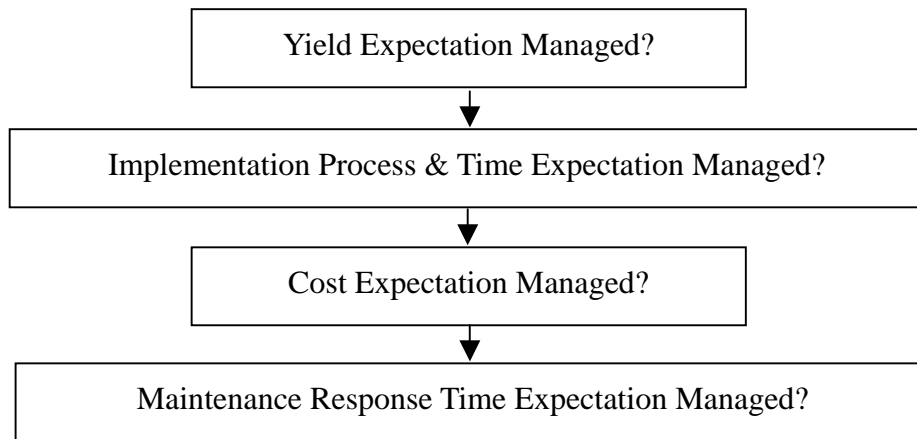 Yield Expectation Managed?
Implementation Process & Time Expectation Managed?
Cost Expectation Managed?
Maintenance Response Time Expectation Managed?